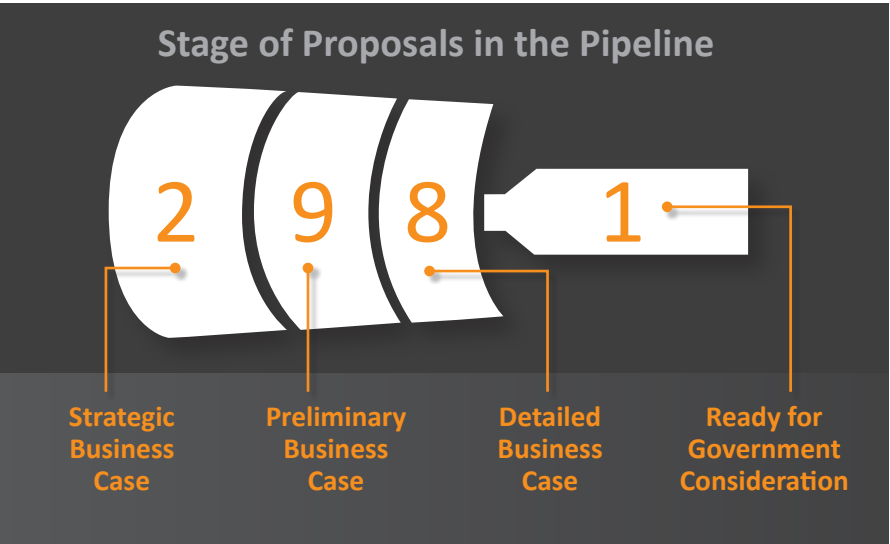 Stage of Proposals in the Pipeline
2 9 8 1
Strategic Business Case
Preliminary Business Case
Detailed Business Case
Ready for Government Consideration